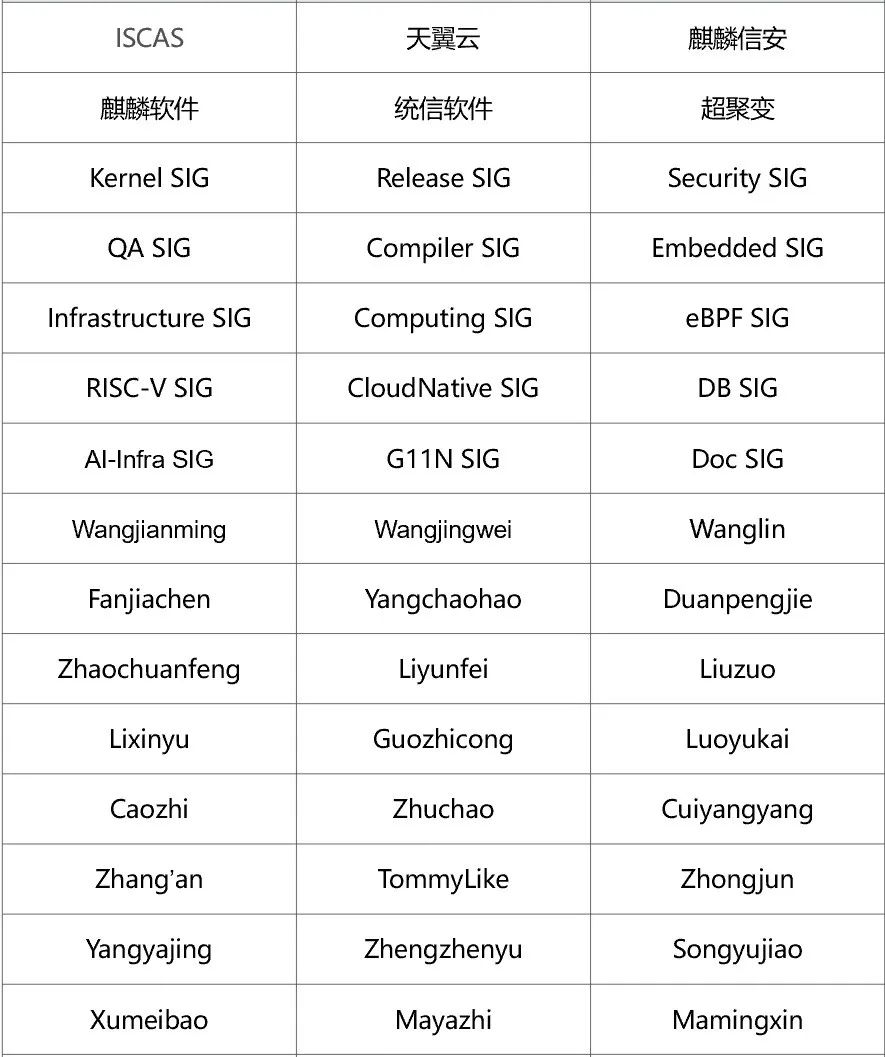 ISCAS 天翼云 麒麟信安
麒麟软件 统信软件 超聚变
Kernel SIG Release SIG Security SIG
QA SIG Compiler SIG Embedded SIG
Infrastructure SIG Computing SIG eBPF SIG
RISC-V SIG CloudNative SIG DB SIG
AI-Infra SIG G11N SIG Doc SIG
Wangjianming Wangjingwei Wanglin
Fanjiachen Yangchaohao Duanpengjie
Zhaochuanfeng Liyunfei Liuzuo
Lixinyu Guozhicong Luoyukai
Caozhi Zhuchao Cuiyangyang
Zhang’an TommyLike Zhongjun
Yangyajing Zhengzhenyu Songyujiao
Xumeibao Mayazhi Mamingxin